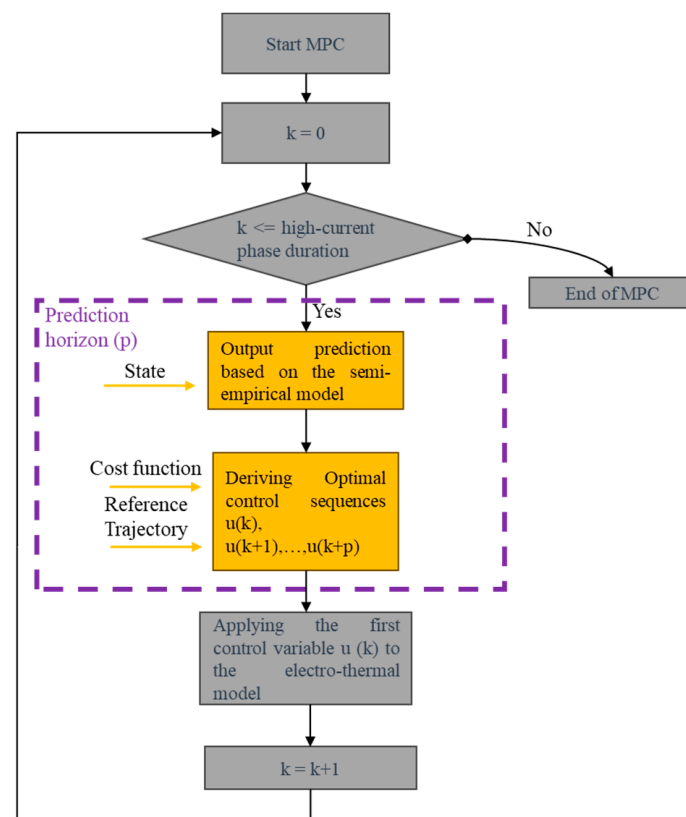 Start MPC
k = 0
k <= high-current
phase duration
No
End of MPC
Yes
Prediction
horizon (p)
Output prediction
based on the semi-
empirical model
State
Cost function
Reference
Trajectory
Deriving Optimal
control sequences
u(k),
u(k+1),…,u(k+p)
Applying the first
control variable u (k) to
the electro-thermal
model
k = k+1